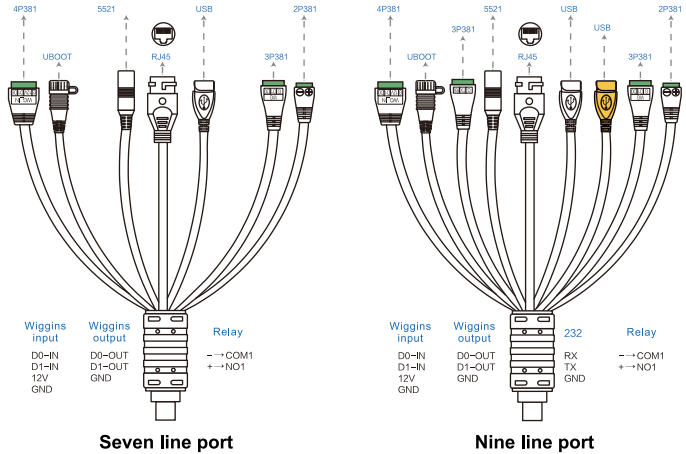 4P381
5521
USB
2P381
UBOOT
RJ45
3P381
Wiggins input
D0-IN
D1-IN
12V
GND
Wiggins output
D0-OUT
D1-OUT
GND
Relay
-→COM1
+→NO1
Seven line port
4P381
5521
USB
2P381
3P381
USB
UBOOT
RJ45
3P381
Wiggins input
D0-IN
D1-IN
12V
GND
Wiggins output
D0-OUT
D1-OUT
GND
232
RX
TX
GND
Relay
-→COM1
+→NO1
Nine line port